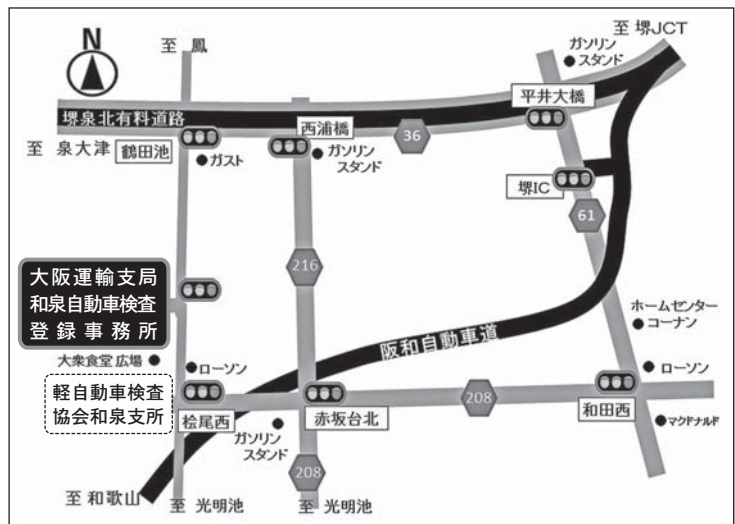 至 堺JCT
N
至 鳳
ガソリン
スタンド
平井大橋
堺泉北有料道路
西浦橋
36
至 泉大津
鶴田池
ガスト
ガソリン
スタンド
堺IC
61
216
大阪運輸支局
和泉自動車検査
登録事務所
ホームセンター
コーナン
阪和自動車道
大衆食堂広場
ローソン
ローソン
軽自動車検査
協会和泉支所
桧尾西
赤坂台北
208
和田西
ガソリン
スタンド
マクドナルド
208
至 和歌山
至 光明池
至 光明池